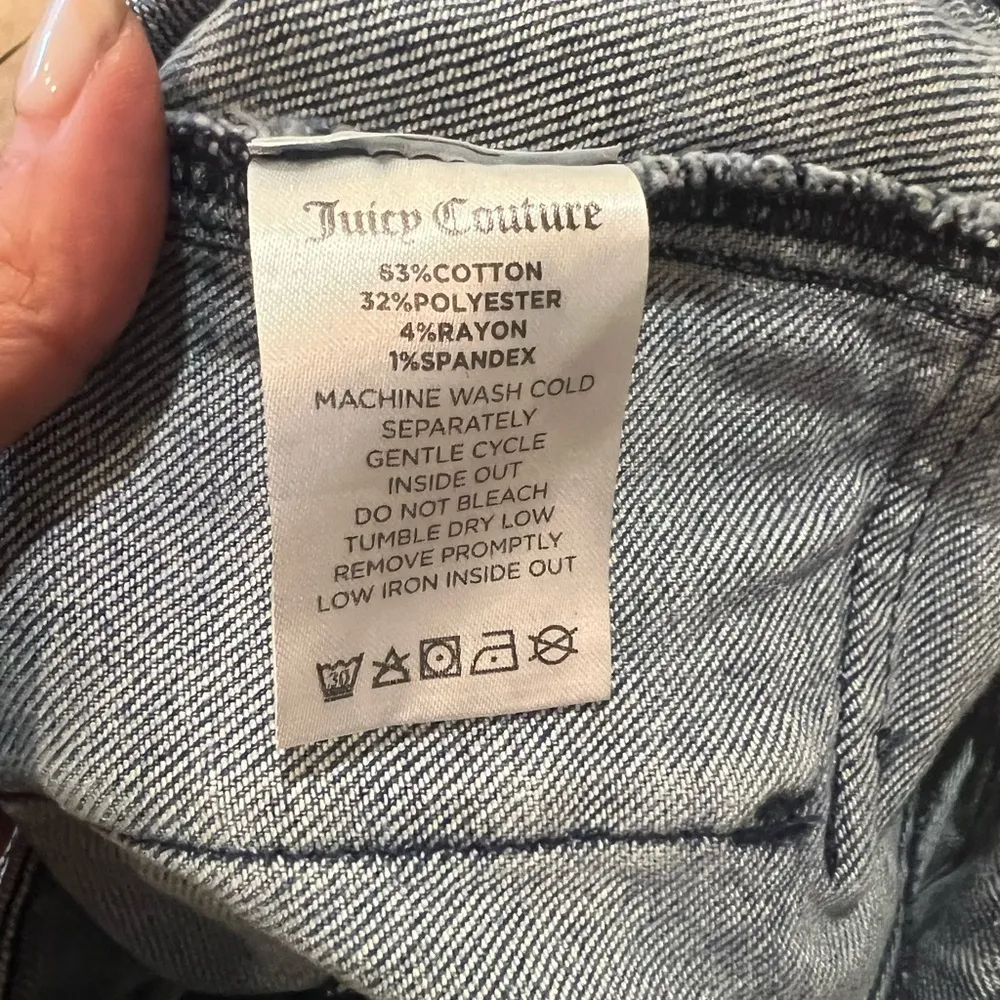 Juicy Couture
63%COTTON
32%POLYESTER
4%RAYON
1%SPANDEX
MACHINE WASH COLD
SEPARATELY
GENTLE CYCLE
INSIDE OUT
DO NOT BLEACH
TUMBLE DRY LOW
REMOVE PROMPTLY
LOW IRON INSIDE OUT
30